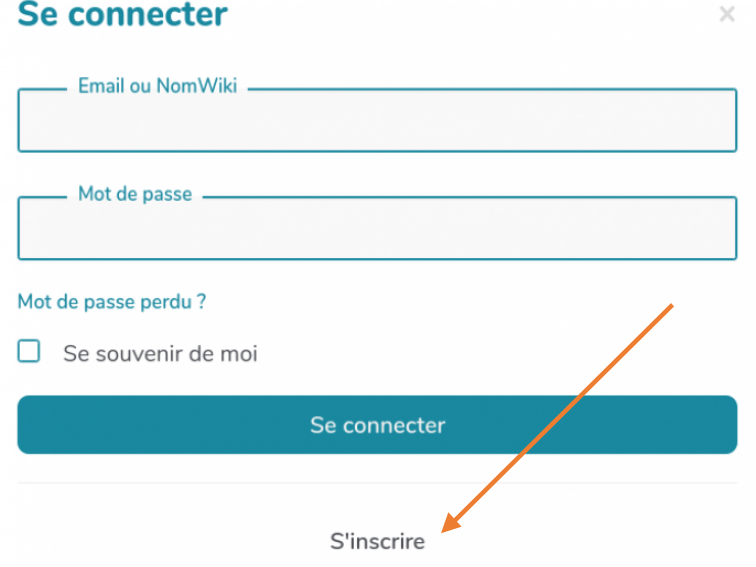 Se connecter
×
Email ou NomWiki
Mot de passe
Mot de passe perdu ?
Se souvenir de moi
Se connecter
S'inscrire